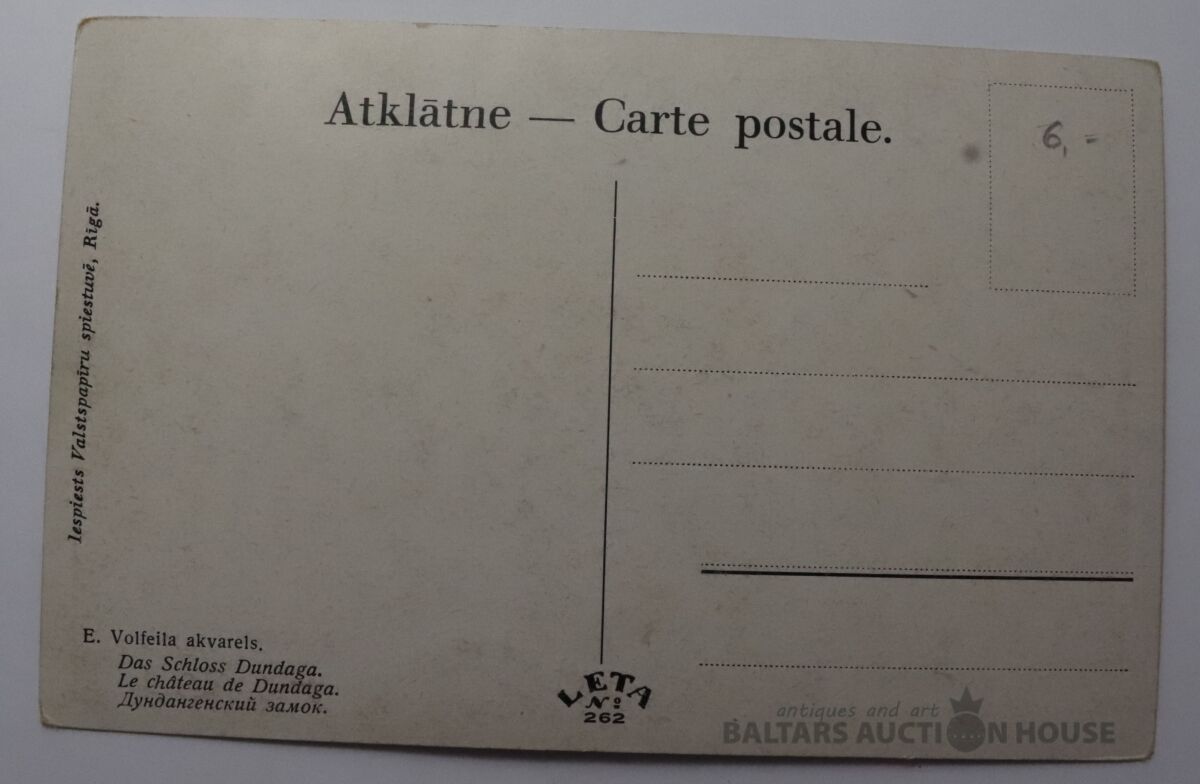 Atklātne — Carte postale.
6, =
Iespiests Valstspapīru spiestuvē, Rīgā.
E. Volfeila akvarels.
Das Schloss Dundaga.
Le château de Dundaga.
Дундангенский замок.
LETA
No
262
antiques and art
BALTARS AUCTION HOUSE